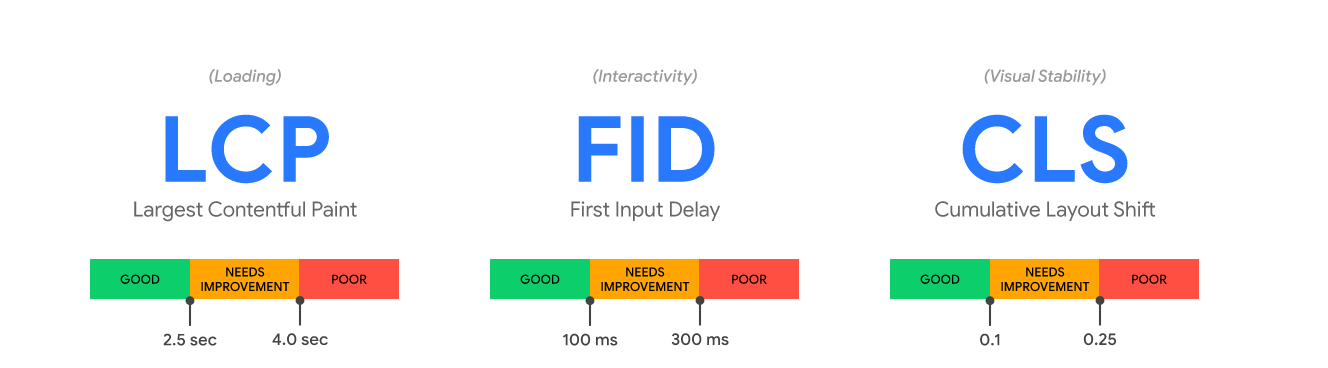 (Loading)
LCP
Largest Contentful Paint
GOOD
NEEDS
IMPROVEMENT
POOR
2.5 sec
4.0 sec
(Interactivity)
FID
First Input Delay
GOOD
NEEDS
IMPROVEMENT
POOR
100 ms
300 ms
(Visual Stability)
CLS
Cumulative Layout Shift
GOOD
NEEDS
IMPROVEMENT
POOR
0.1
0.25